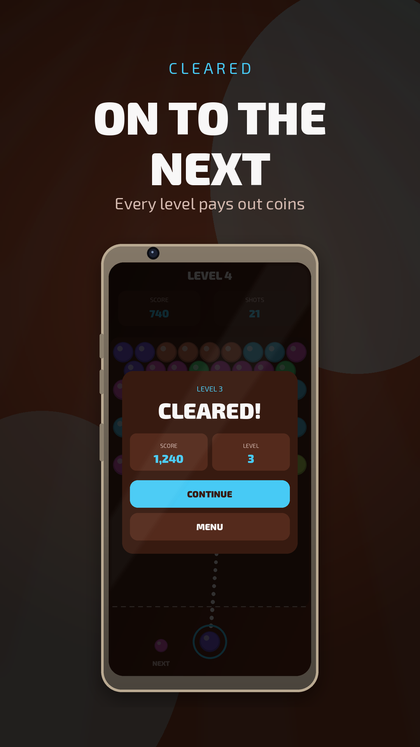 CLEARED
ON TO THE
NEXT
Every level pays out coins
LEVEL 4
SCORE
SHOTS
740
21
LEVEL 3
CLEARED!
SCORE
LEVEL
1,240
3
CONTINUE
MENU
NEXT